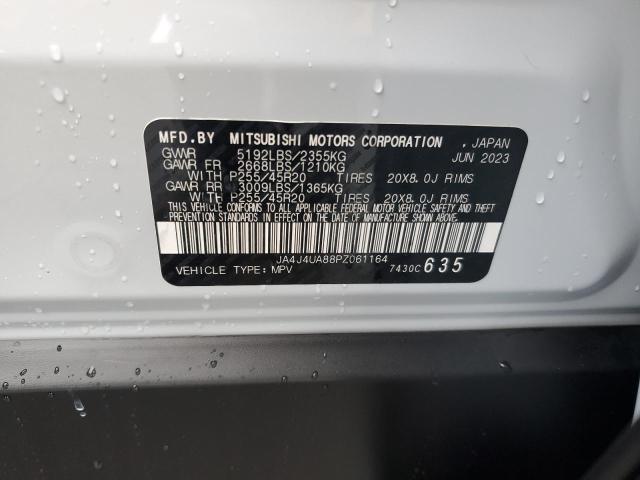 MFD.BY MITSUBISHI MOTORS CORPORATION , JAPAN
GVWR 5192LBS/2355KG JUN 2023
GAWR FR 2668LBS/1210KG
WITH P255/45R20 TIRES 20X8.0J RIMS
GAWR RR 3009LBS/1365KG
WITH P255/45R20 TIRES 20X8.0J RIMS
THIS VEHICLE CONFORMS TO ALL APPLICABLE FEDERAL MOTOR VEHICLE SAFETY, BUMPER, AND THEFT
PREVENTION STANDARDS IN EFFECT ON THE DATE OF MANUFACTURE SHOWN ABOVE.
JA4J4UA88PZ061164
VEHICLE TYPE: MPV 7430C 635